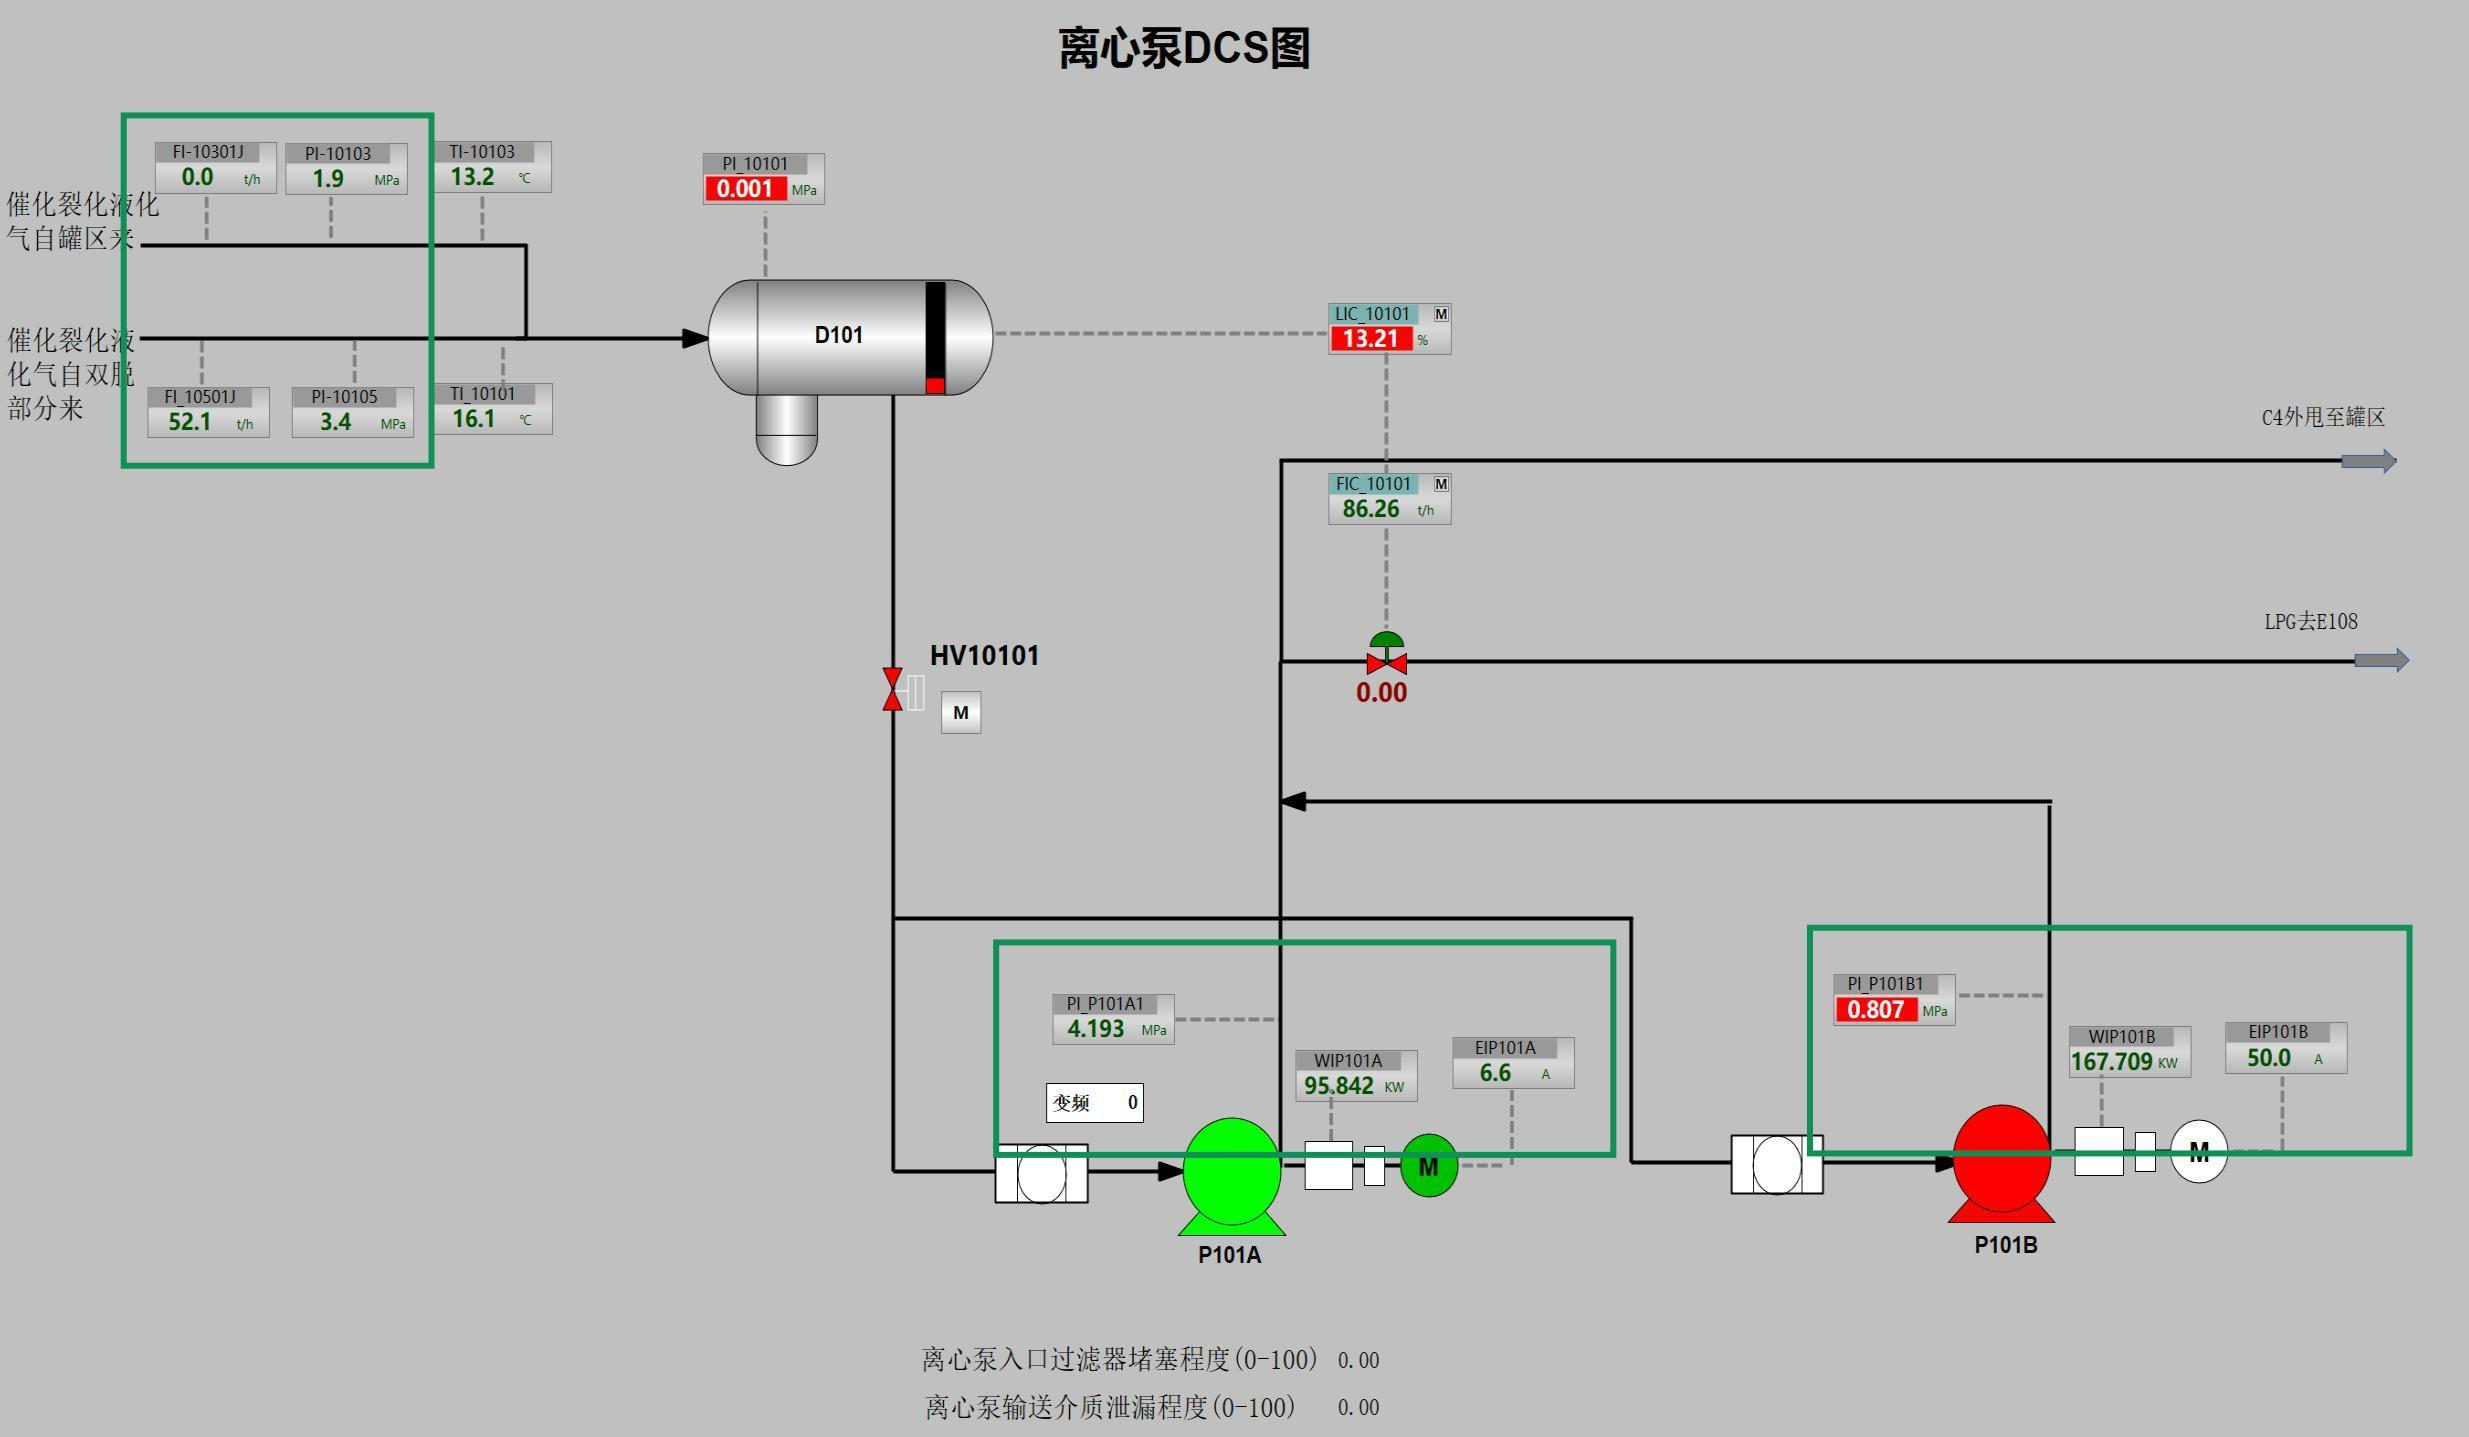 离心泵DCS图
FI-10301J
0.0 t/h
PI-10103
1.9 MPa
TI-10103
13.2 ℃
PI_10101
0.001 MPa
催化裂化液化
气自罐区来
催化裂化液
化气自双脱
部分来
FI_10501J
52.1 t/h
PI-10105
3.4 MPa
TI_10101
16.1 ℃
D101
LIC_10101 M
13.21 %
C4外甩至罐区
FIC_10101 M
86.26 t/h
LPG去E108
HV10101
M
0.00
PI_P101A1
4.193 MPa
WIP101A
95.842 KW
EIP101A
6.6 A
变频 0
M
P101A
PI_P101B1
0.807 MPa
WIP101B
167.709 KW
EIP101B
50.0 A
M
P101B
离心泵入口过滤器堵塞程度(0-100) 0.00
离心泵输送介质泄漏程度(0-100) 0.00